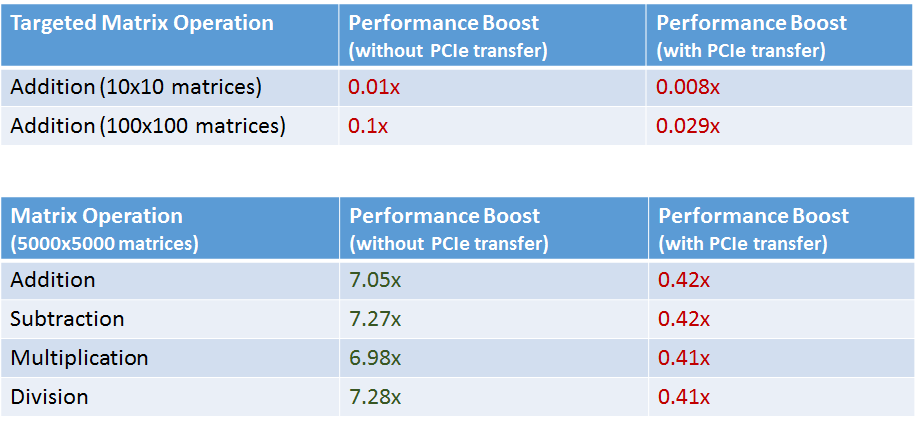 Targeted Matrix Operation Performance Boost Performance Boost
(without PCIe transfer) (with PCIe transfer)
Addition (10x10 matrices) 0.01x 0.008x
Addition (100x100 matrices) 0.1x 0.029x
Matrix Operation Performance Boost Performance Boost
(5000x5000 matrices) (without PCIe transfer) (with PCIe transfer)
Addition 7.05x 0.42x
Subtraction 7.27x 0.42x
Multiplication 6.98x 0.41x
Division 7.28x 0.41x